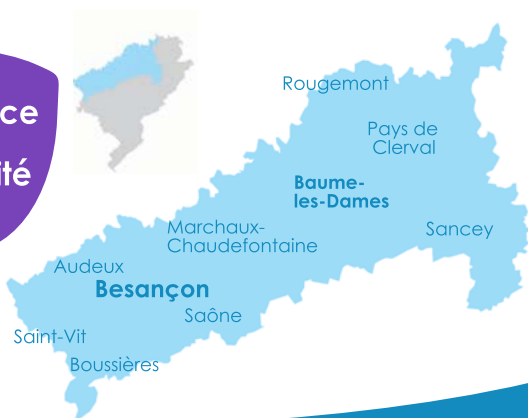 ce
ité
Rougemont
Pays de
Clerval
Baume-
les-Dames
Marchaux-
Chaudefontaine
Sancey
Audeux
Besançon
Saône
Saint-Vit
Boussières